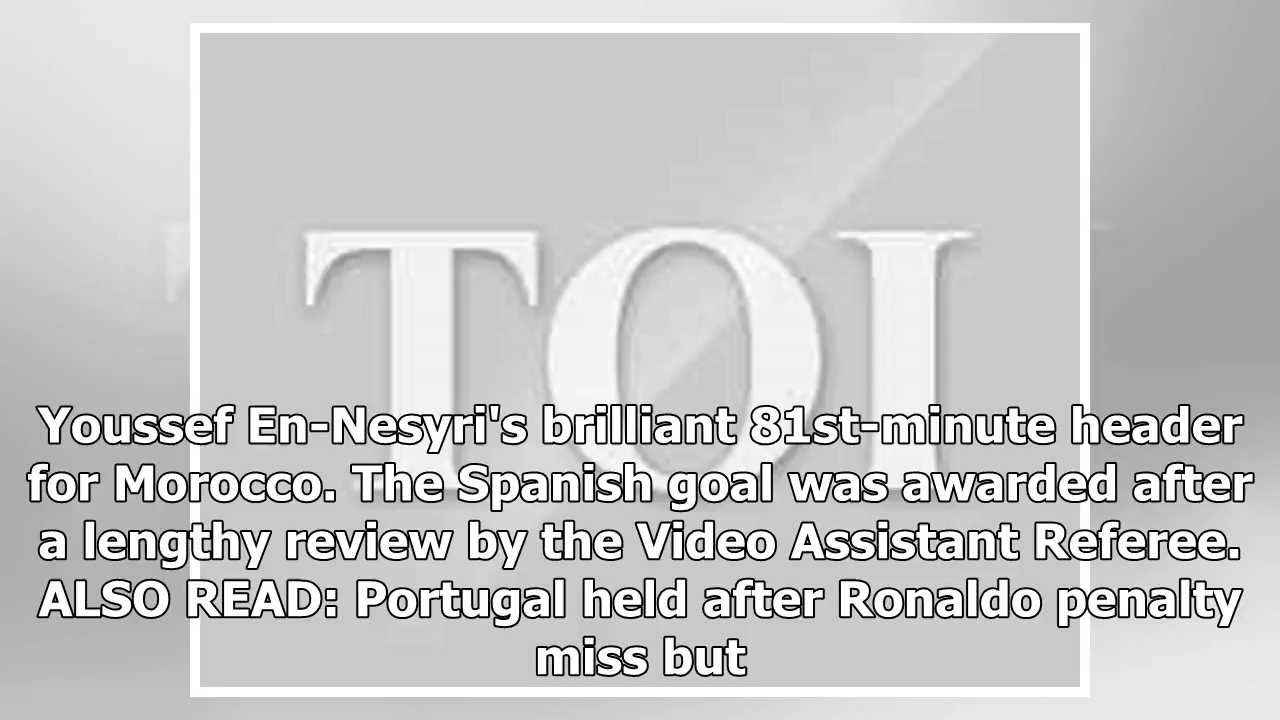 TOI
Youssef En-Nesyri's brilliant 81st-minute header
for Morocco. The Spanish goal was awarded after
a lengthy review by the Video Assistant Referee.
ALSO READ: Portugal held after Ronaldo penalty
miss but